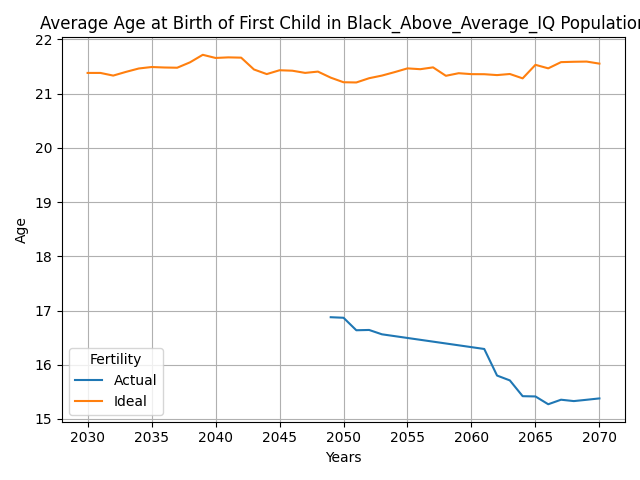 Average Age at Birth of First Child in Black_Above_Average_IQ Population
22
21
20
19
18
17
16
15
Age
Fertility
Actual
Ideal
2030 2035 2040 2045 2050 2055 2060 2065 2070
Years